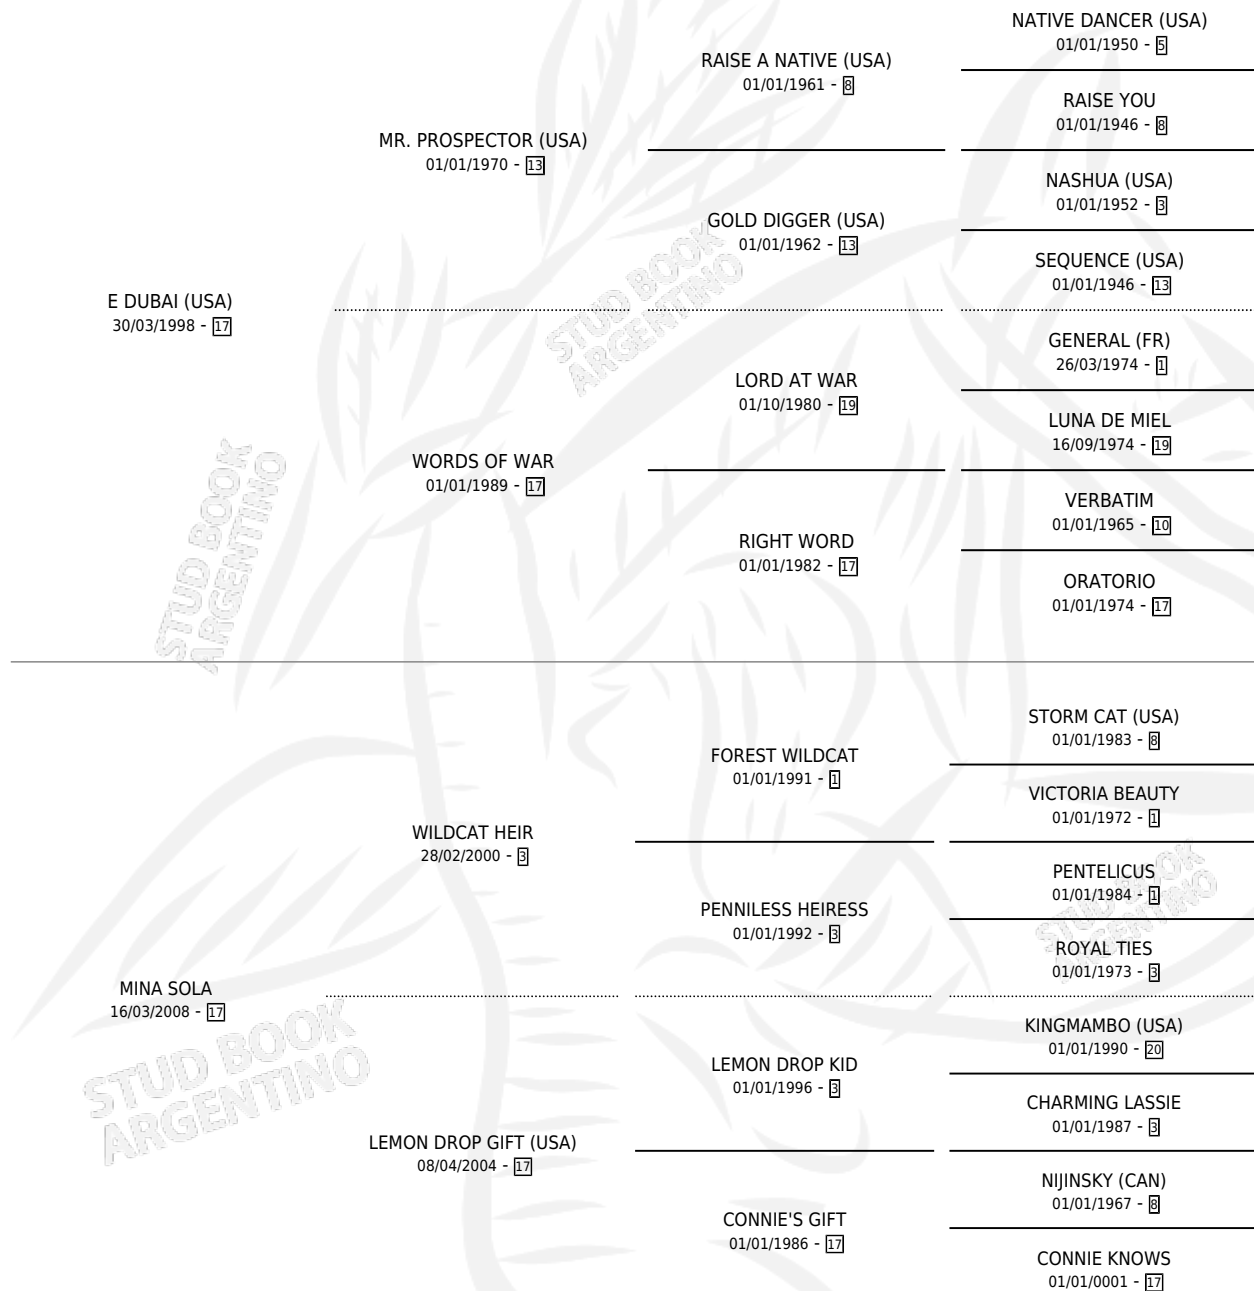 NATIVE DANCER (USA)
01/01/1950 - 5
RAISE A NATIVE (USA)
01/01/1961 - 8
RAISE YOU
01/01/1946 - 8
MR. PROSPECTOR (USA)
01/01/1970 - 13
NASHUA (USA)
01/01/1952 - 3
GOLD DIGGER (USA)
01/01/1962 - 13
SEQUENCE (USA)
01/01/1946 - 13
E DUBAI (USA)
30/03/1998 - 17
GENERAL (FR)
26/03/1974 - 1
LORD AT WAR
01/10/1980 - 19
LUNA DE MIEL
16/09/1974 - 19
WORDS OF WAR
01/01/1989 - 17
VERBATIM
01/01/1965 - 10
RIGHT WORD
01/01/1982 - 17
ORATORIO
01/01/1974 - 17
STORM CAT (USA)
01/01/1983 - 8
FOREST WILDCAT
01/01/1991 - 1
VICTORIA BEAUTY
01/01/1972 - 1
WILDCAT HEIR
28/02/2000 - 3
PENTELICUS
01/01/1984 - 1
PENNILESS HEIRESS
01/01/1992 - 3
ROYAL TIES
01/01/1973 - 3
MINA SOLA
16/03/2008 - 17
KINGMAMBO (USA)
01/01/1990 - 20
LEMON DROP KID
01/01/1996 - 3
CHARMING LASSIE
01/01/1987 - 3
LEMON DROP GIFT (USA)
08/04/2004 - 17
NIJINSKY (CAN)
01/01/1967 - 8
CONNIE'S GIFT
01/01/1986 - 17
CONNIE KNOWS
01/01/0001 - 17
STUD BOOK
ARGENTINO
STUD BOOK
ARGENTINO
STUD BOOK
ARGENTINO
STUD BOOK
ARGENTINO